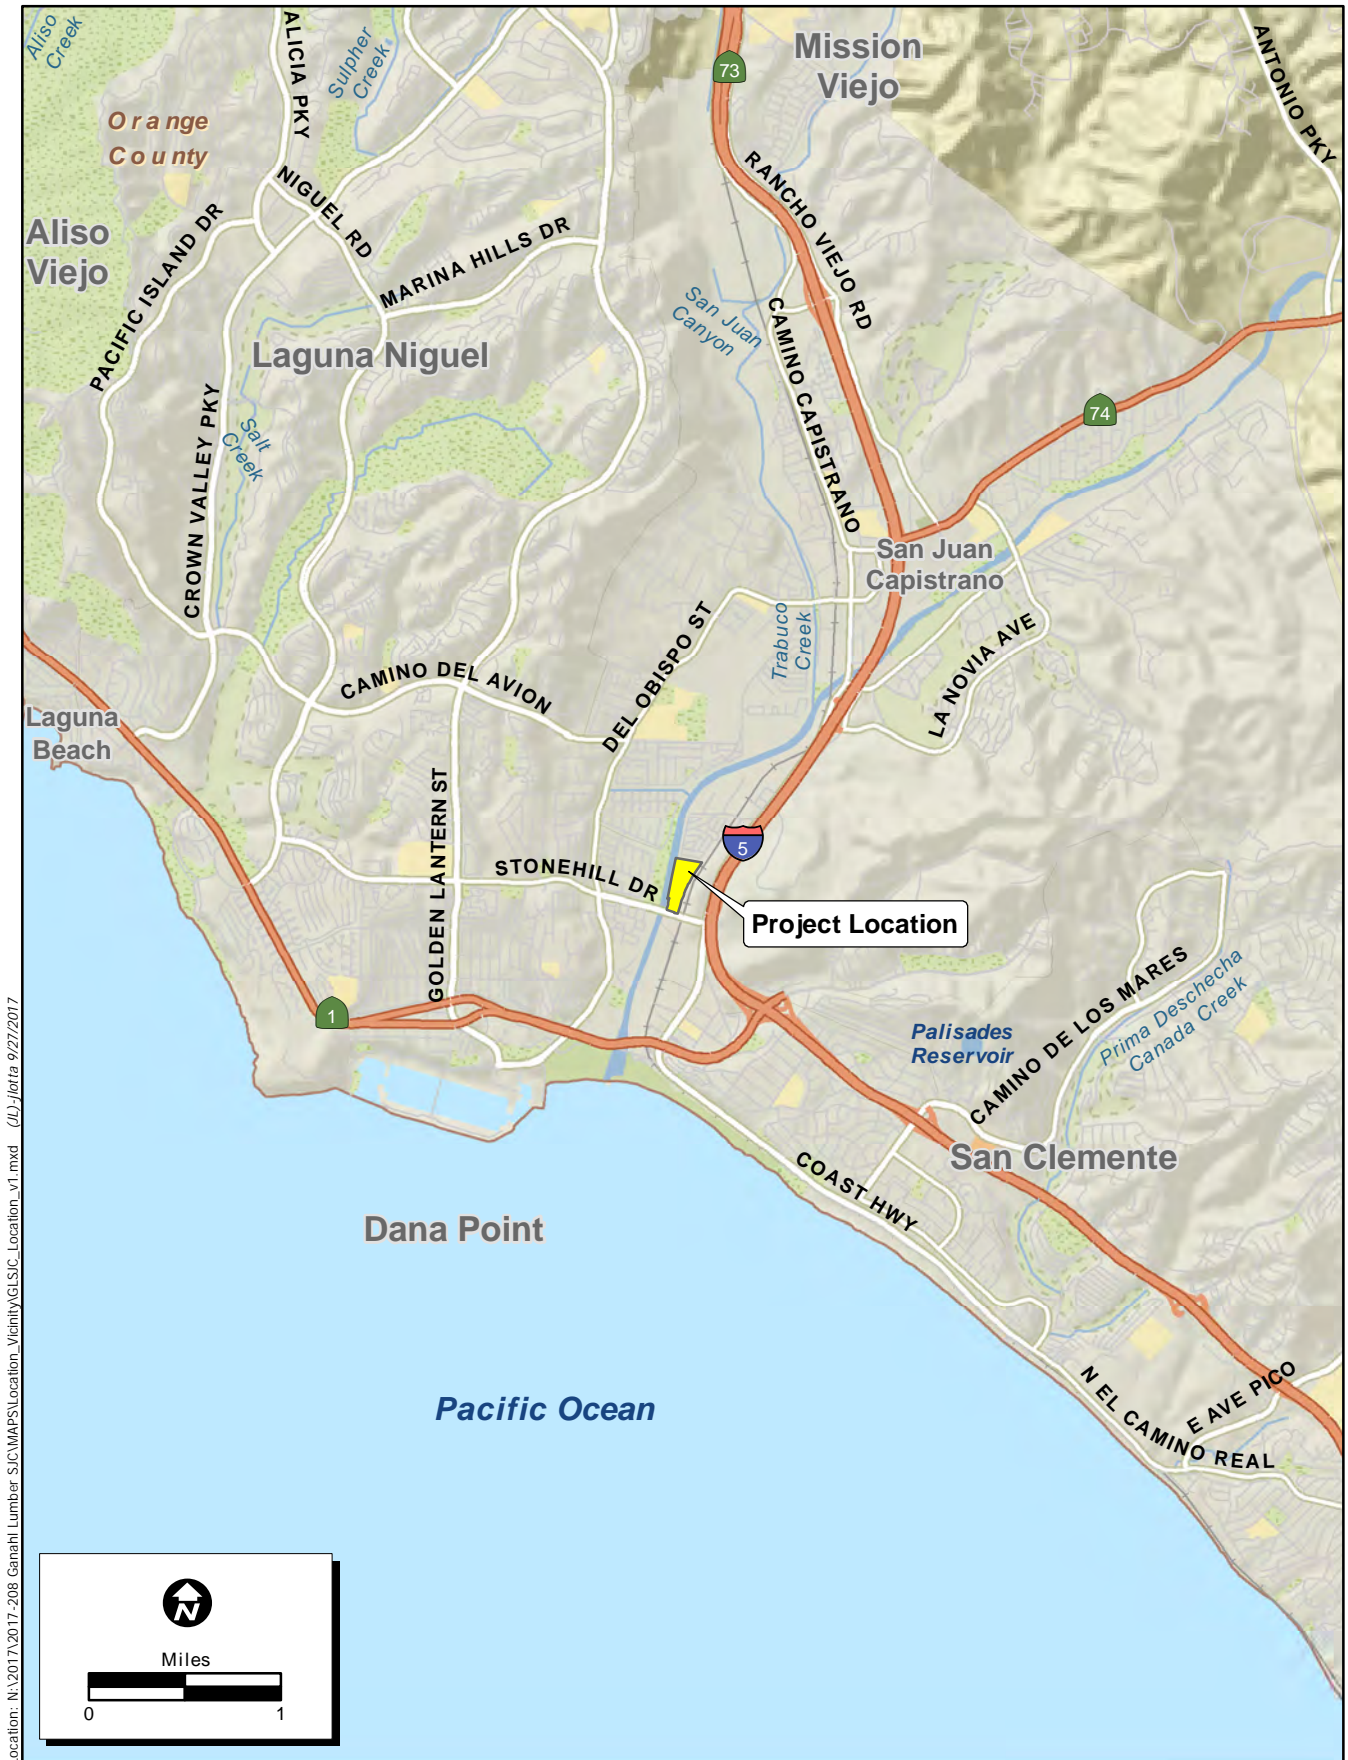 Aliso
Creek
ALICIA PKY
Sulpher
Creek
73
Mission
Viejo
ANTONIO PKY
Orange
County
NIGUEL RD
RANCHO VIEJO RD
Aliso
Viejo
PACIFIC ISLAND DR
MARINA HILLS DR
San Juan
Canyon
CAMINO CAPISTRANO
Laguna Niguel
74
CROWN VALLEY PKY
Salt
Creek
San Juan
Capistrano
DEL OBISPO ST
Trabuco
Creek
LA NOVIA AVE
CAMINO DEL AVION
Laguna
Beach
GOLDEN LANTERN ST
STONEHILL DR
5
Project Location
1
Palisades
Reservoir
CAMINO DE LOS MARES
Prima Deschecha
Canada Creek
San Clemente
COAST HWY
Dana Point
Pacific Ocean
N EL CAMINO REAL
E AVE PICO
N
Miles
0 1
ocation: N:\2017\2017-208 Ganahl Lumber SJC\MAPS\Location_Vicinity\GLSJC_Location_v1.mxd (JL)-jlotta 9/27/2017